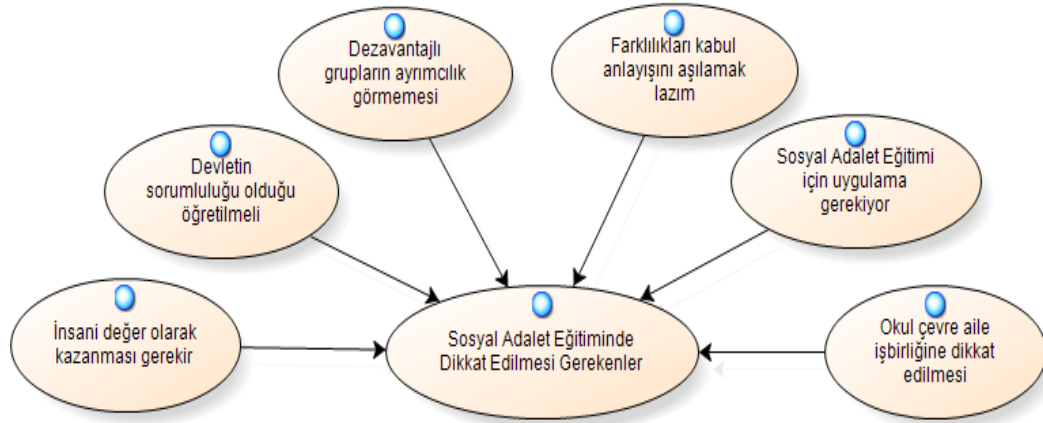 Dezavantajlı
grupların ayrımcılık
görmemesi
Farklılıkları kabul
anlayışını aşılamak
lazım
Devletin
sorumluluğu olduğu
öğretilmeli
Sosyal Adalet Eğitimi
için uygulama
gerekiyor
İnsani değer olarak
kazanması gerekir
Sosyal Adalet Eğitiminde
Dikkat Edilmesi Gerekenler
Okul çevre aile
işbirliğine dikkat
edilmesi